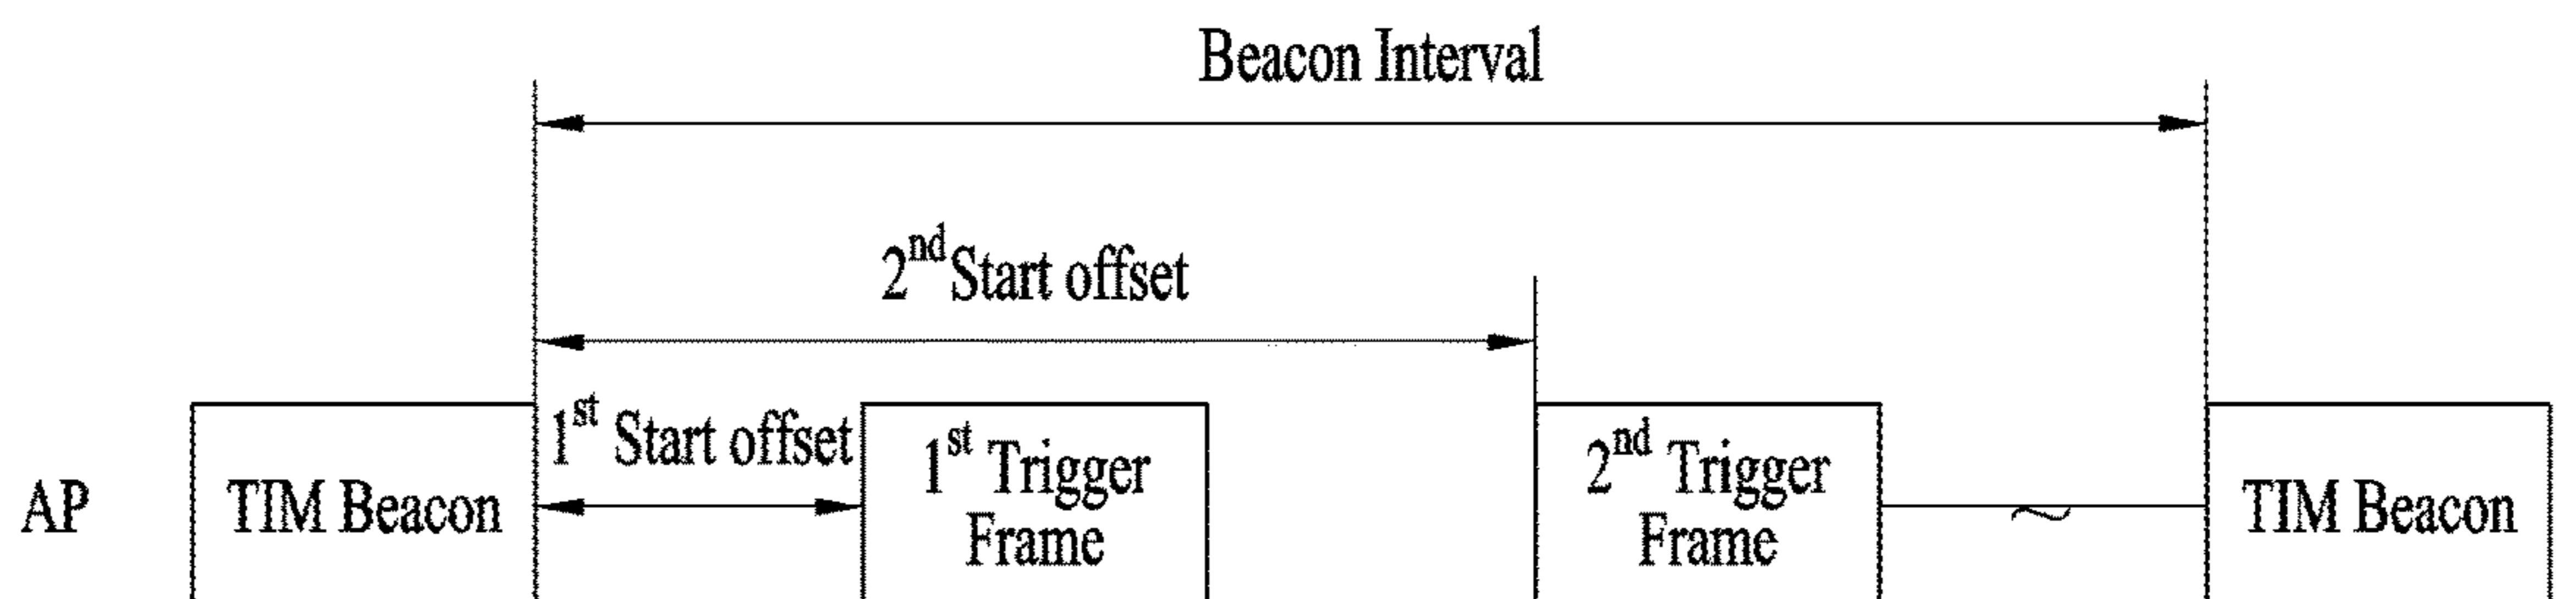 Beacon Interval
2nd Start offset
1st Start offset
AP
TIM Beacon
1st Trigger
Frame
2nd Trigger
Frame
~
TIM Beacon